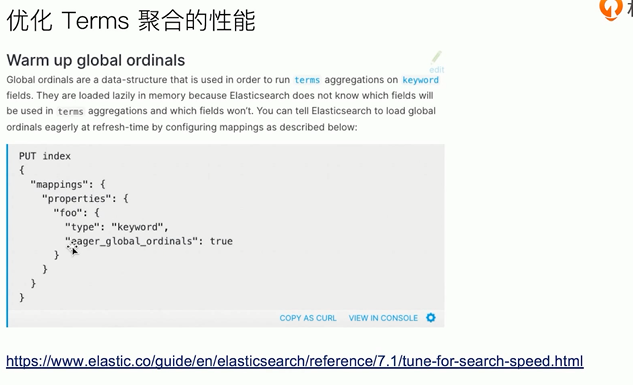 优化 Terms 聚合的性能
Warm up global ordinals
edit
Global ordinals are a data-structure that is used in order to run terms aggregations on keyword
fields. They are loaded lazily in memory because Elasticsearch does not know which fields will
be used in terms aggregations and which fields won't. You can tell Elasticsearch to load global
ordinals eagerly at refresh-time by configuring mappings as described below:
PUT index
{
  "mappings": {
    "properties": {
      "foo": {
        "type": "keyword",
        "eager_global_ordinals": true
      }
    }
  }
}
COPY AS CURL VIEW IN CONSOLE
https://www.elastic.co/guide/en/elasticsearch/reference/7.1/tune-for-search-speed.html